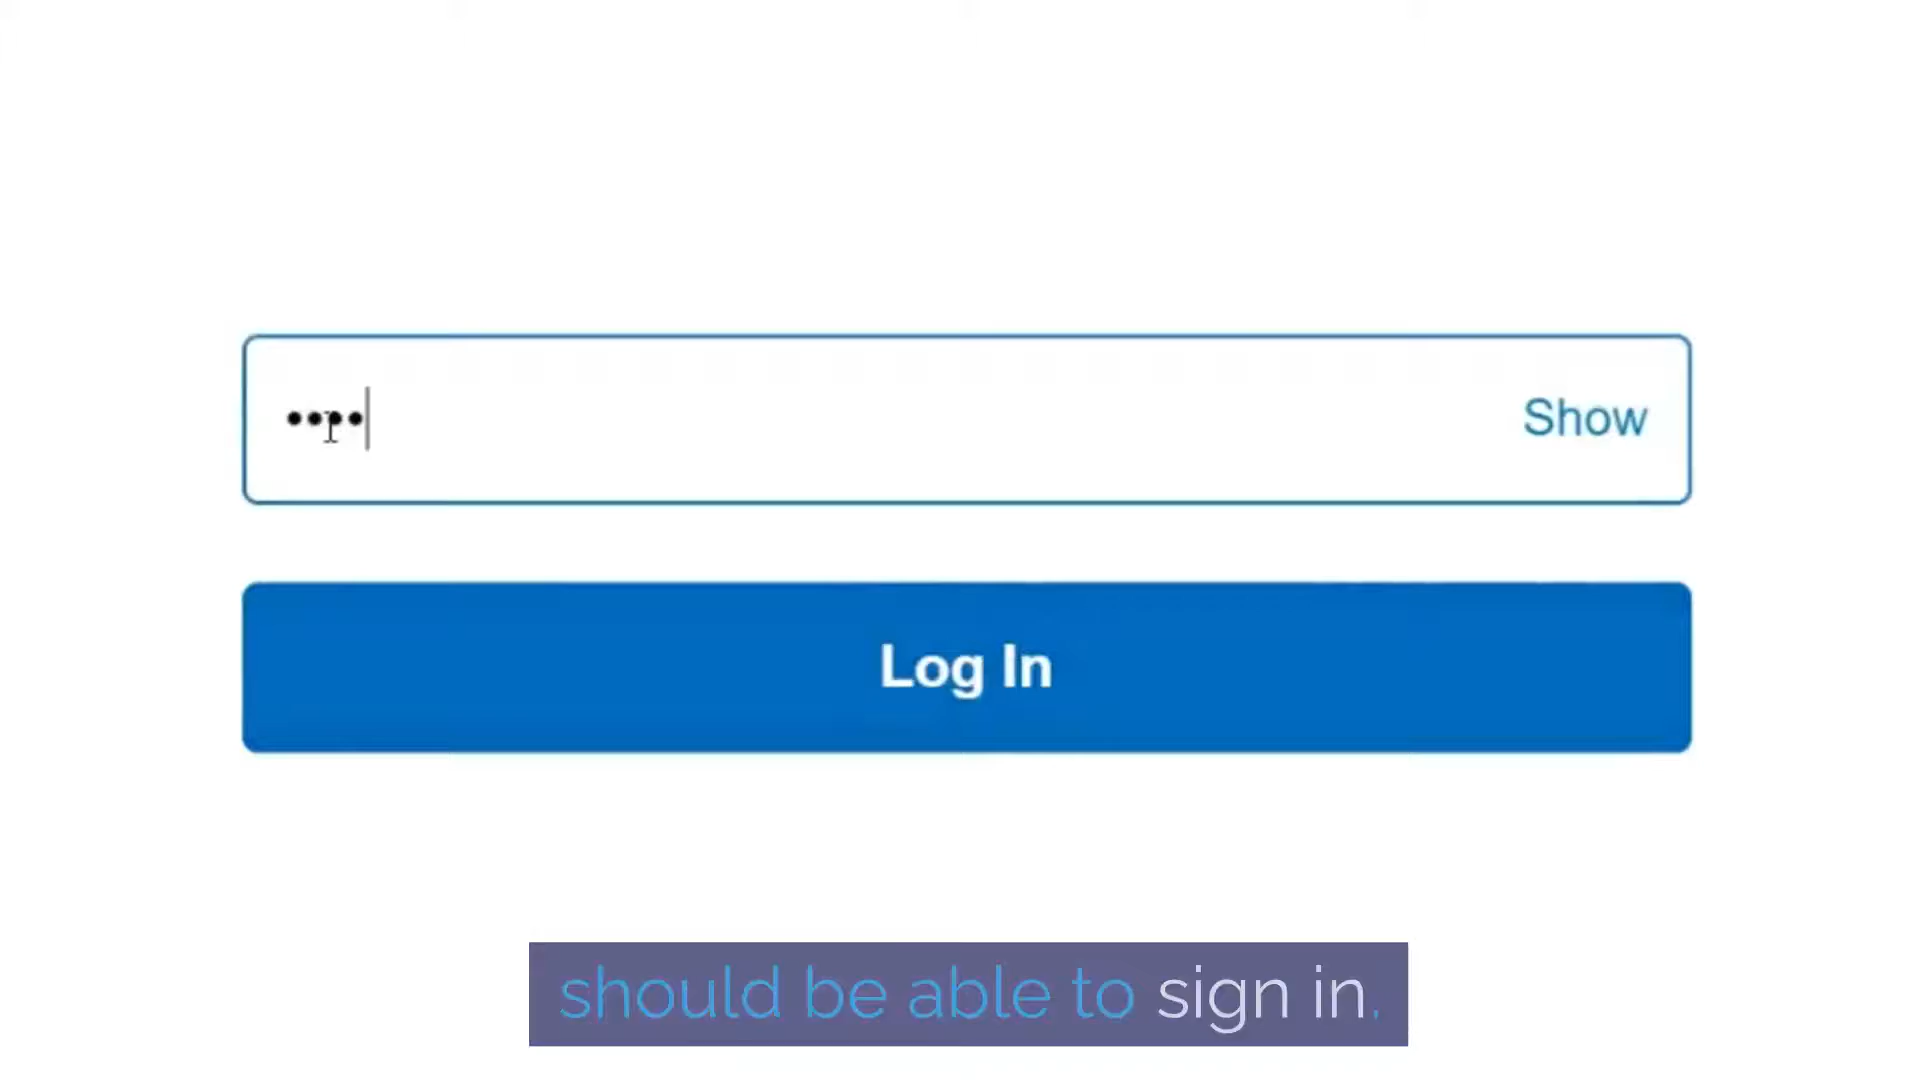 ••••
Show
Log In
should be able to sign in.